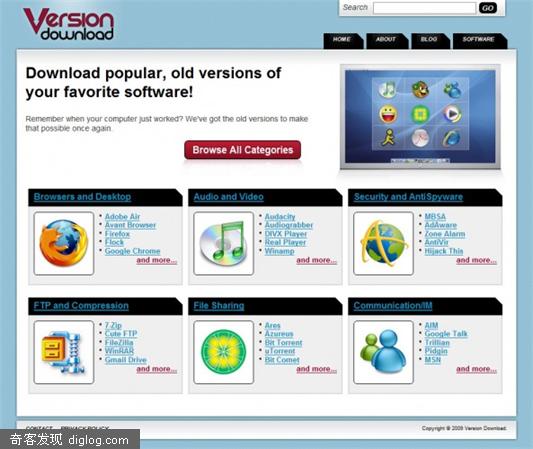 Version
download
Search
GO
HOME
ABOUT
BLOG
SOFTWARE
Download popular, old versions of
your favorite software!
Remember when your computer just worked? We've got the old versions to make
that possible once again.
Browse All Categories
Browsers and Desktop
Adobe Air
Avant Browser
Firefox
Flock
Google Chrome
and more...
Audio and Video
Audacity
Audiograbber
DIVX Player
Real Player
Winamp
and more...
Security and AntiSpyware
MBSA
AdAware
Zone Alarm
AntiVir
Hijack This
and more...
FTP and Compression
7-Zip
Cute FTP
FileZilla
WinRAR
Gmail Drive
and more...
File Sharing
Ares
Azureus
Bit Torrent
uTorrent
Bit Comet
and more...
Communication/IM
AIM
Google Talk
Trillian
Pidgin
MSN
and more...
CONTACT
PRIVACY POLICY
Copyright © 2009 Version Download.
奇客发现 diglog.com